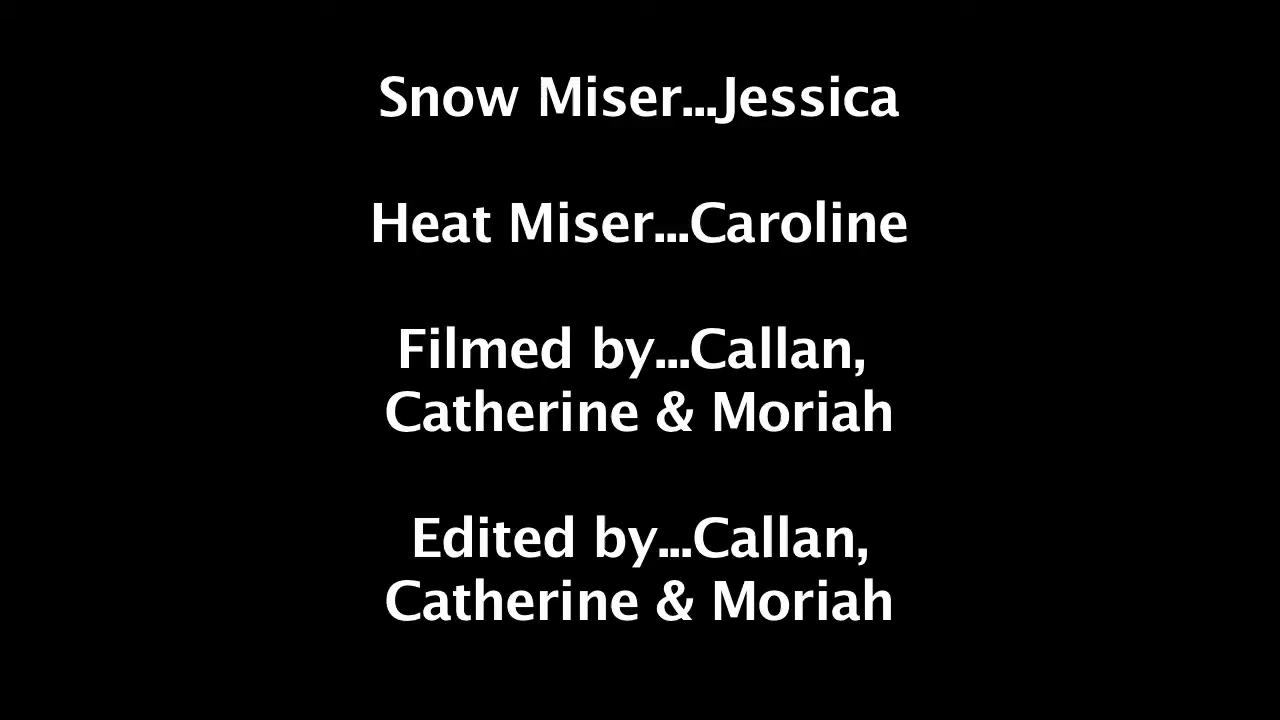 Snow Miser...Jessica
Heat Miser...Caroline
Filmed by...Callan,
Catherine & Moriah
Edited by...Callan,
Catherine & Moriah